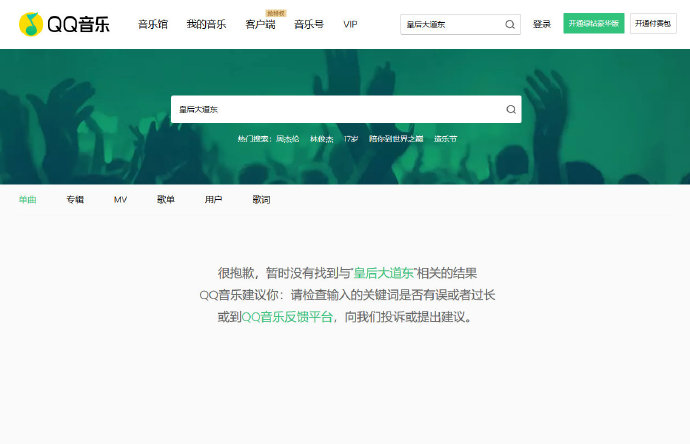 QQ音乐 音乐馆 我的音乐 客户端 音乐号 VIP 皇后大道东 登录 开通绿钻豪华版 开通付费包
皇后大道东
热门搜索：周杰伦 林俊杰 17岁 陪你到世界之巅 造乐节
单曲 专辑 MV 歌单 用户 歌词
很抱歉，暂时没有找到与“皇后大道东”相关的结果
QQ音乐建议你：请检查输入的关键词是否有误或者过长
或到QQ音乐反馈平台，向我们投诉或提出建议。